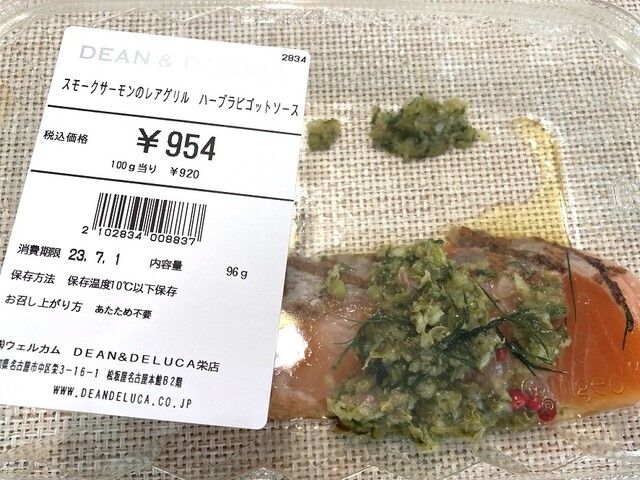 DEAN & DELUCA
2834
スモークサーモンのレアグリル ハーブラビゴットソース
税込価格 ¥954
100g当り ¥920
2 102834 008837
消費期限 23.7.1 内容量 96g
保存方法 保存温度10℃以下保存
お召し上がり方 あたため不要
㈱ウェルカム DEAN&DELUCA栄店
知県名古屋市中区栄3-16-1 松坂屋名古屋本館B2階
WWW.DEANDELUCA.CO.JP